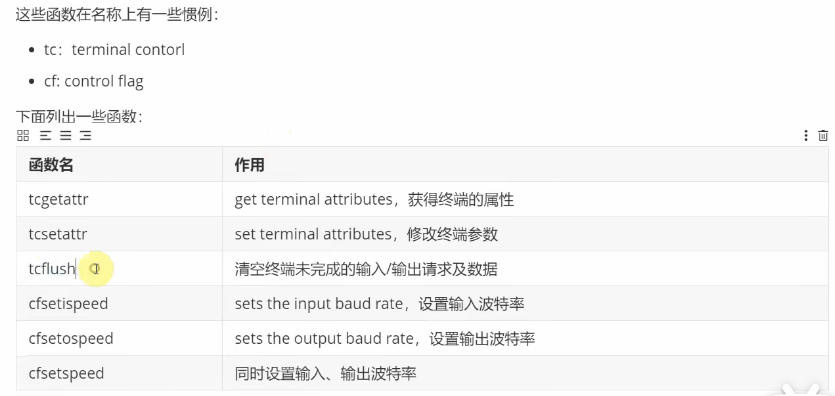 这些函数在名称上有一些惯例：
• tc：terminal contorl
• cf: control flag
下面列出一些函数：
函数名 作用
tcgetattr get terminal attributes，获得终端的属性
tcsetattr set terminal attributes，修改终端参数
tcflush 清空终端未完成的输入/输出请求及数据
cfsetispeed sets the input baud rate，设置输入波特率
cfsetospeed sets the output baud rate，设置输出波特率
cfsetspeed 同时设置输入、输出波特率